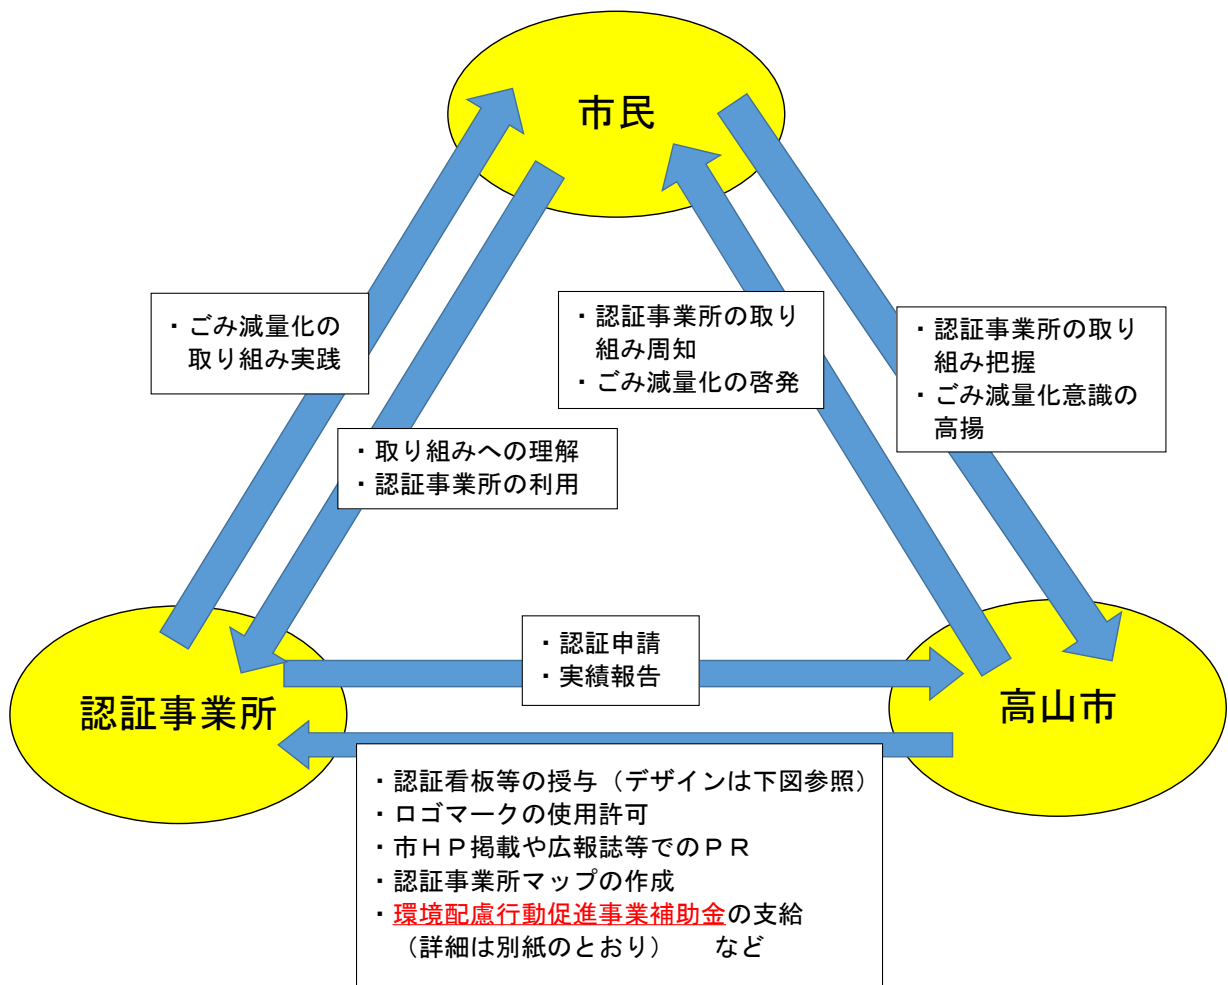 市民
・ごみ減量化の
取り組み実践
・認証事業所の取り
組み周知
・ごみ減量化の啓発
・認証事業所の取り
組み把握
・ごみ減量化意識の
高揚
・取り組みへの理解
・認証事業所の利用
・認証申請
・実績報告
認証事業所
高山市
・認証看板等の授与（デザインは下図参照）
・ロゴマークの使用許可
・市ＨＰ掲載や広報誌等でのＰＲ
・認証事業所マップの作成
・環境配慮行動促進事業補助金の支給
（詳細は別紙のとおり）　　など